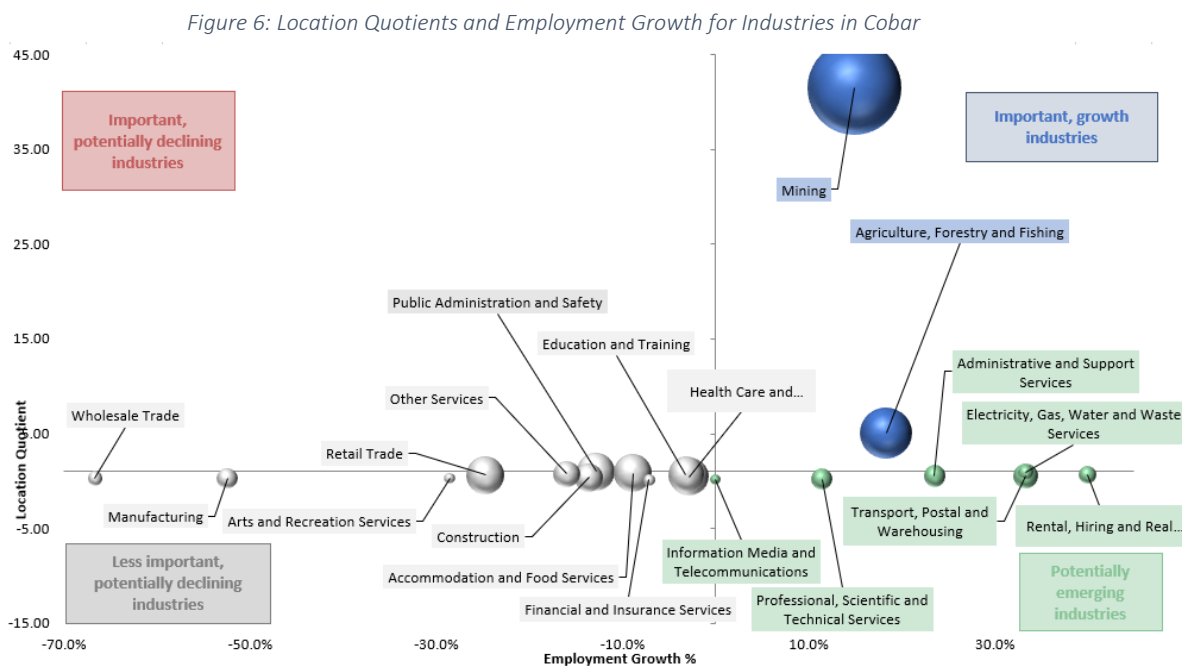 Figure 6: Location Quotients and Employment Growth for Industries in Cobar
45.00
35.00
25.00
15.00
5.00
-5.00
-15.00
Location Quotient
Important,
potentially declining
industries
Important, growth
industries
Mining
Agriculture, Forestry and Fishing
Public Administration and Safety
Education and Training
Health Care and...
Administrative and Support
Services
Other Services
Electricity, Gas, Water and Waste
Services
Wholesale Trade
Retail Trade
Manufacturing
Arts and Recreation Services
Construction
Accommodation and Food Services
Financial and Insurance Services
Information Media and
Telecommunications
Professional, Scientific and
Technical Services
Transport, Postal and
Warehousing
Rental, Hiring and Real...
Less important,
potentially declining
industries
Potentially
emerging
industries
-70.0%
-50.0%
-30.0%
-10.0%
10.0%
30.0%
Employment Growth %